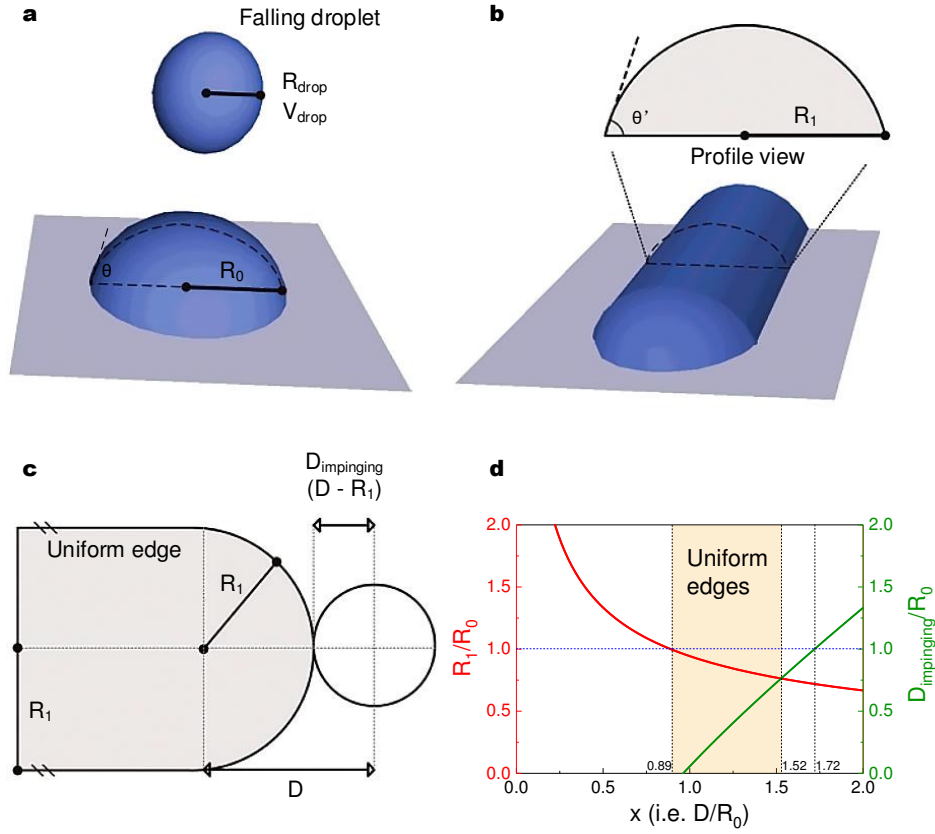 a
Falling droplet
R_drop
V_drop
θ
R_0
b
θ'
R_1
Profile view
c
D_impinging
(D - R_1)
Uniform edge
R_1
R_1
D
d
2.0
1.5
1.0
0.5
0.0
R_1/R_0
Uniform
edges
0.89
1.52
1.72
2.0
1.5
1.0
0.5
0.0
D_impinging/R_0
0.0 0.5 1.0 1.5 2.0
x (i.e. D/R_0)